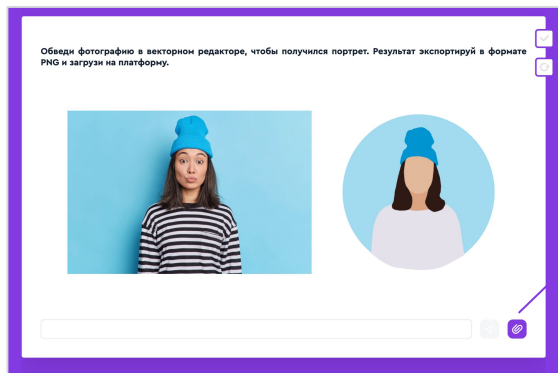 Обведи фотографию в векторном редакторе, чтобы получился портрет. Результат экспортируй в формате
PNG и загрузи на платформу.